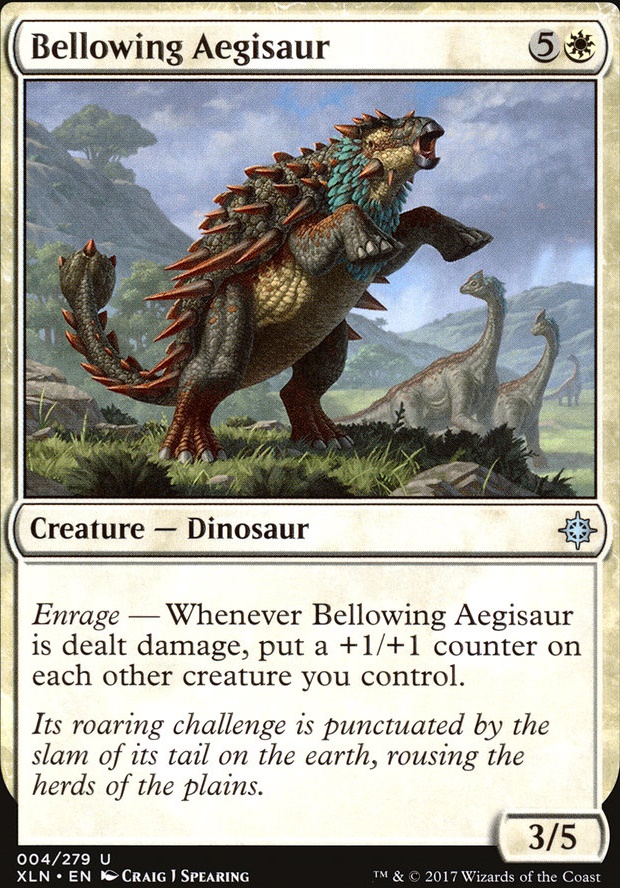 Bellowing Aegisaur
5
Creature — Dinosaur
Enrage — Whenever Bellowing Aegisaur
is dealt damage, put a +1/+1 counter on
each other creature you control.
Its roaring challenge is punctuated by the
slam of its tail on the earth, rousing the
herds of the plains.
3/5
004/279 U
XLN • EN Craig J Spearing
™ & © 2017 Wizards of the Coast